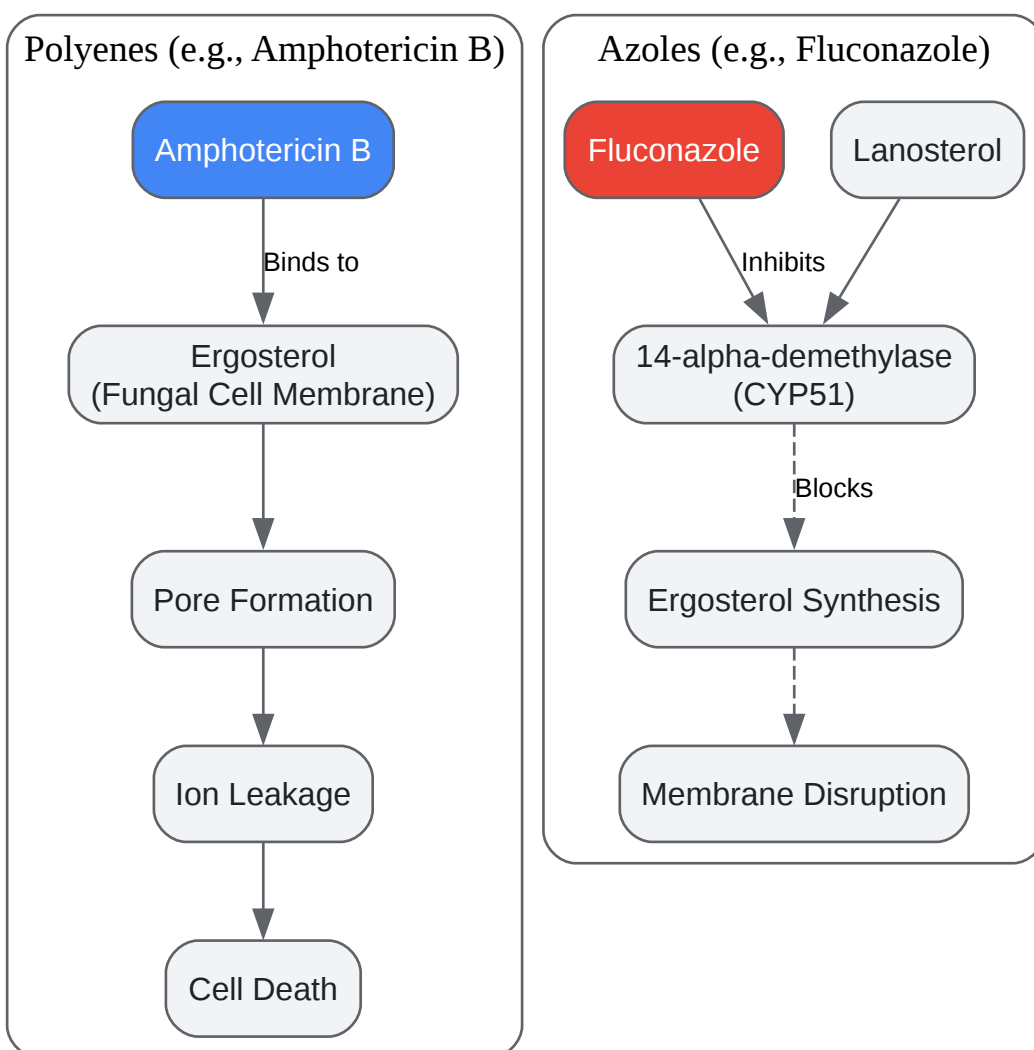 Polyenes (e.g., Amphotericin B)
Amphotericin B
Binds to
Ergosterol
(Fungal Cell Membrane)
Pore Formation
Ion Leakage
Cell Death
Azoles (e.g., Fluconazole)
Fluconazole
Lanosterol
Inhibits
14-alpha-demethylase
(CYP51)
Blocks
Ergosterol Synthesis
Membrane Disruption